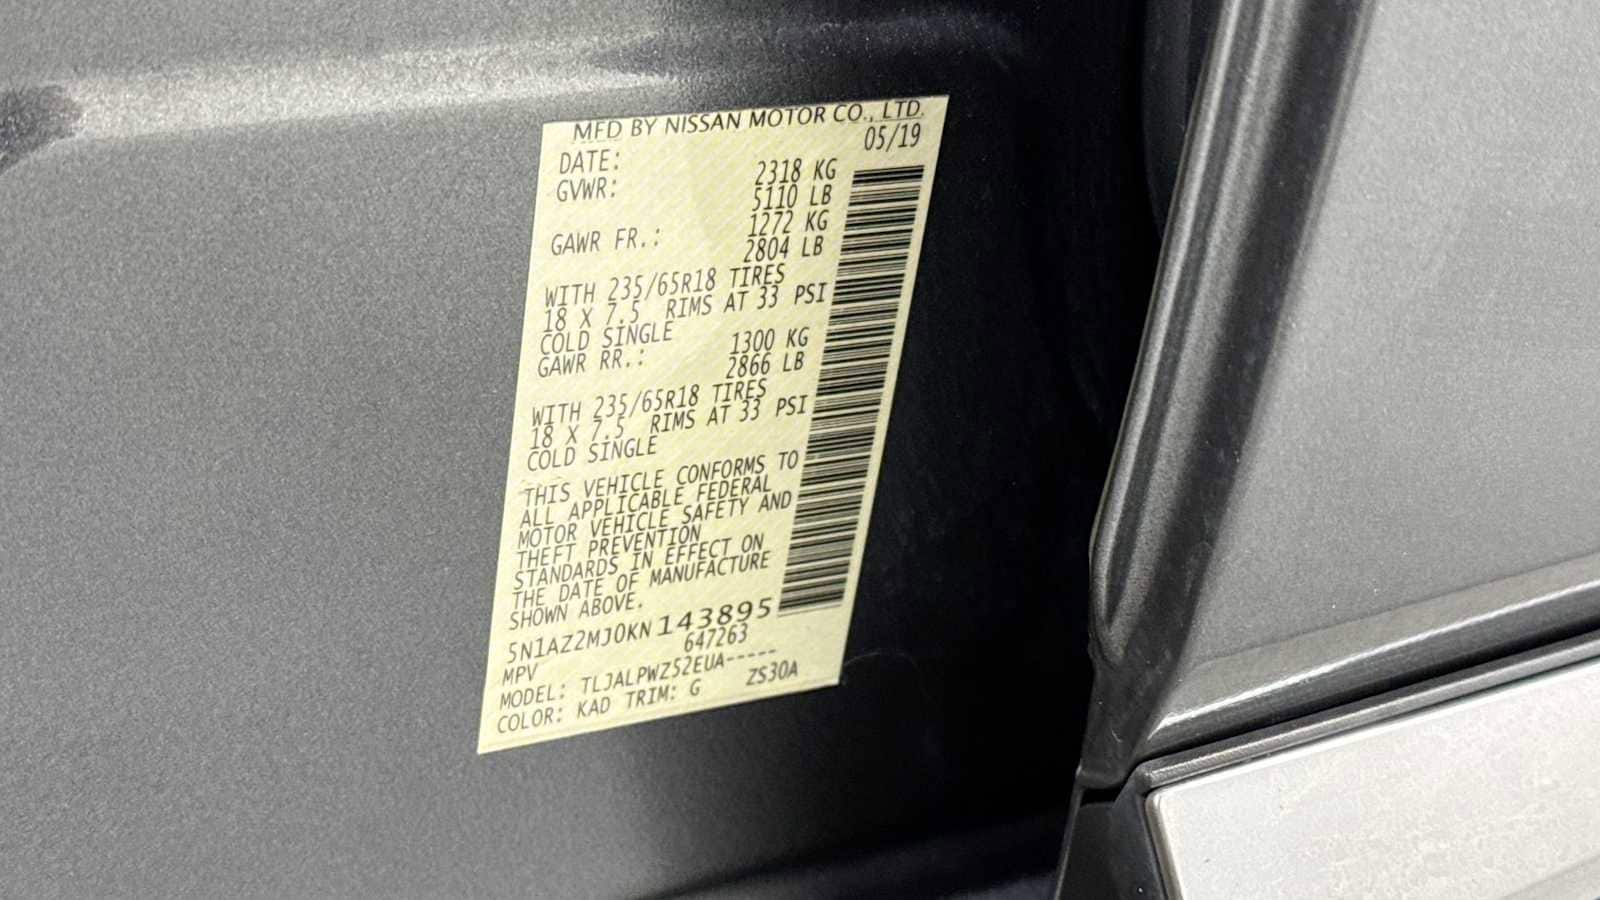 MFD BY NISSAN MOTOR CO., LTD.
DATE: 05/19
GVWR: 2318 KG
5110 LB
GAWR FR.: 1272 KG
2804 LB
WITH 235/65R18 TIRES
18 X 7.5 RIMS AT 33 PSI
COLD SINGLE
GAWR RR.: 1300 KG
2866 LB
WITH 235/65R18 TIRES
18 X 7.5 RIMS AT 33 PSI
COLD SINGLE
THIS VEHICLE CONFORMS TO
ALL APPLICABLE FEDERAL
MOTOR VEHICLE SAFETY AND
THEFT PREVENTION
STANDARDS IN EFFECT ON
THE DATE OF MANUFACTURE
SHOWN ABOVE.
5N1AZ2MJ0KN143895
MPV 647263
MODEL: TLJALPWZ52EUA-----
COLOR: KAD TRIM: G ZS30A